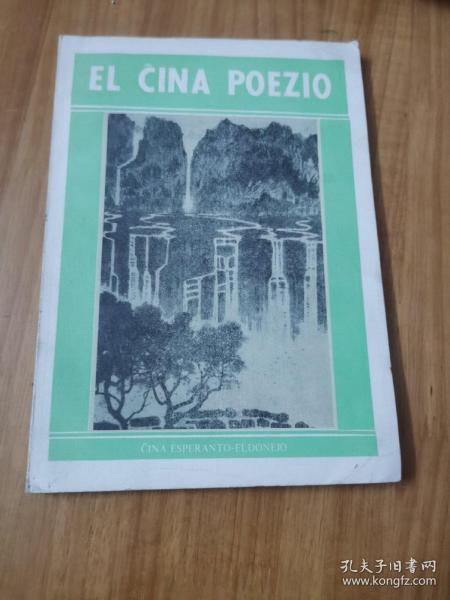 EL ĈINA POEZIO
ĈINA ESPERANTO-ELDONEJO
孔夫子旧书网
www.kongfz.com